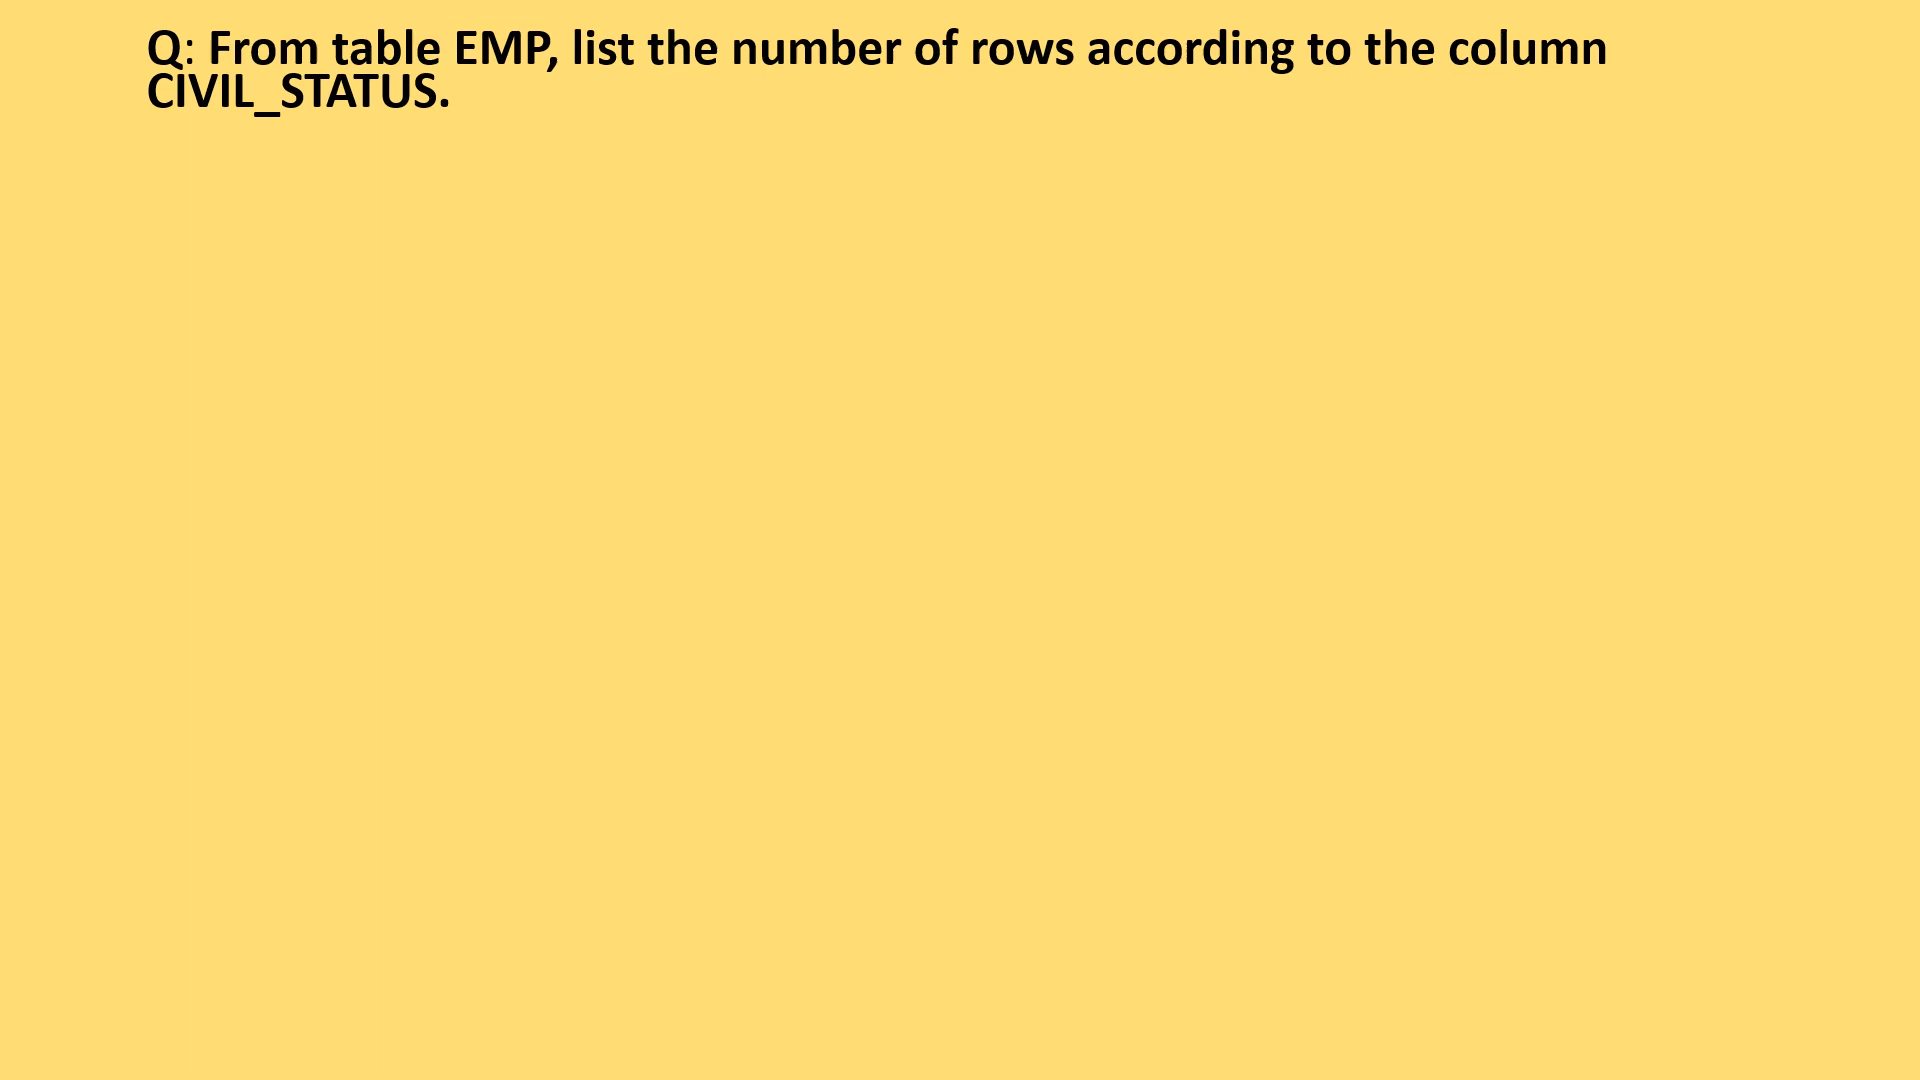 Q: From table EMP, list the number of rows according to the column
CIVIL_STATUS.